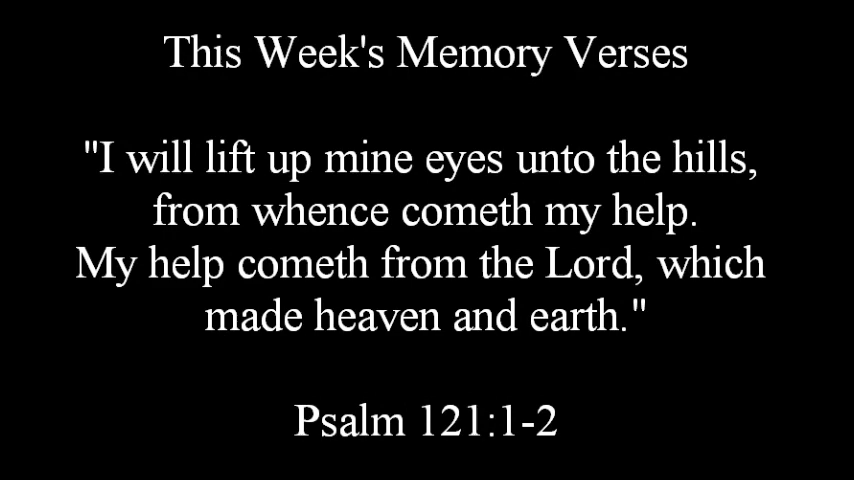 This Week's Memory Verses
"I will lift up mine eyes unto the hills,
from whence cometh my help.
My help cometh from the Lord, which
made heaven and earth."
Psalm 121:1-2